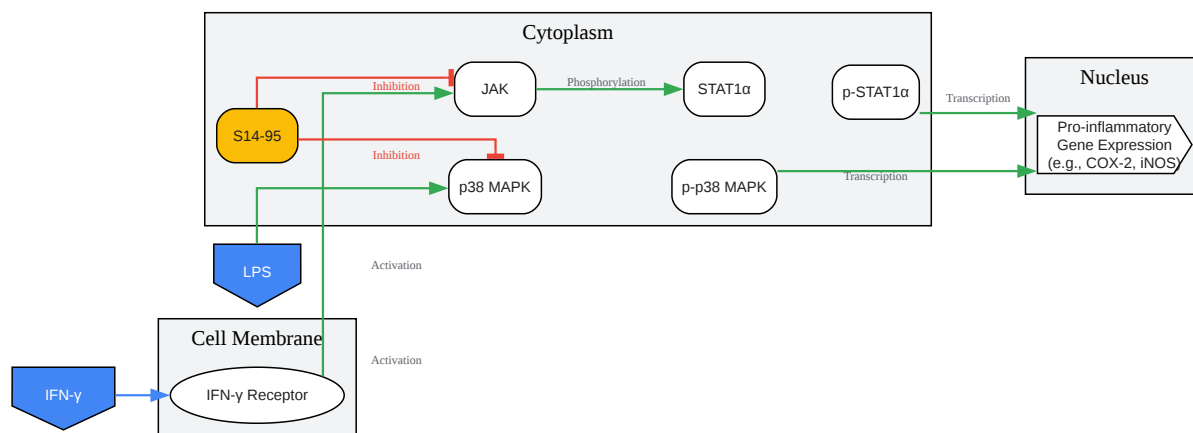 Cytoplasm
Nucleus
JAK
Phosphorylation
STAT1α
p-STAT1α
Transcription
Inhibition
S14-95
Pro-inflammatory
Gene Expression
(e.g., COX-2, iNOS)
Inhibition
p38 MAPK
p-p38 MAPK
Transcription
LPS
Activation
Cell Membrane
Activation
IFN-γ
IFN-γ Receptor